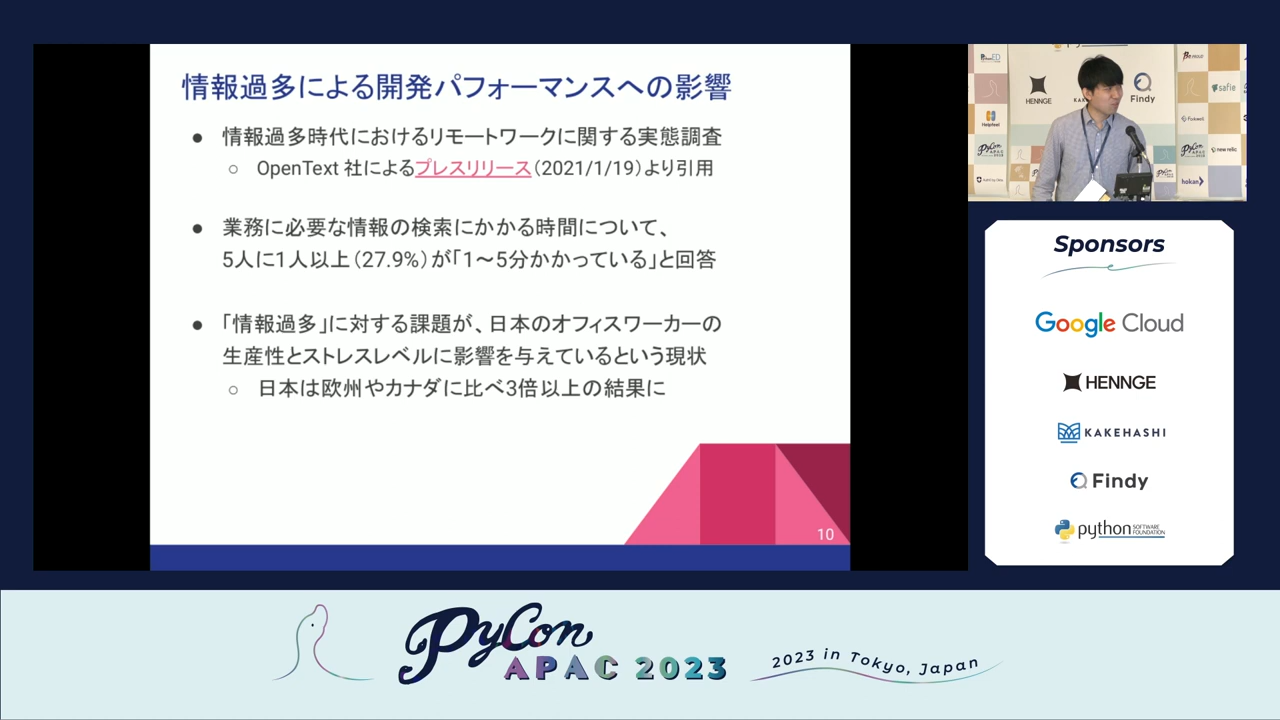 情報過多による開発パフォーマンスへの影響
● 情報過多時代におけるリモートワークに関する実態調査
○ OpenText 社によるプレスリリース(2021/1/19)より引用
● 業務に必要な情報の検索にかかる時間について、
5人に1人以上(27.9%)が「1〜5分かかっている」と回答
● 「情報過多」に対する課題が、日本のオフィスワーカーの
生産性とストレスレベルに影響を与えているという現状
○ 日本は欧州やカナダに比べ3倍以上の結果に
10
HENNGE
Findy
safie
Helpfeel
PyCon
APAC
new relic
hokan
Sponsors
Google Cloud
HENNGE
KAKEHASHI
Findy
python SOFTWARE FOUNDATION
PyCon
APAC 2023
2023 in Tokyo, Japan